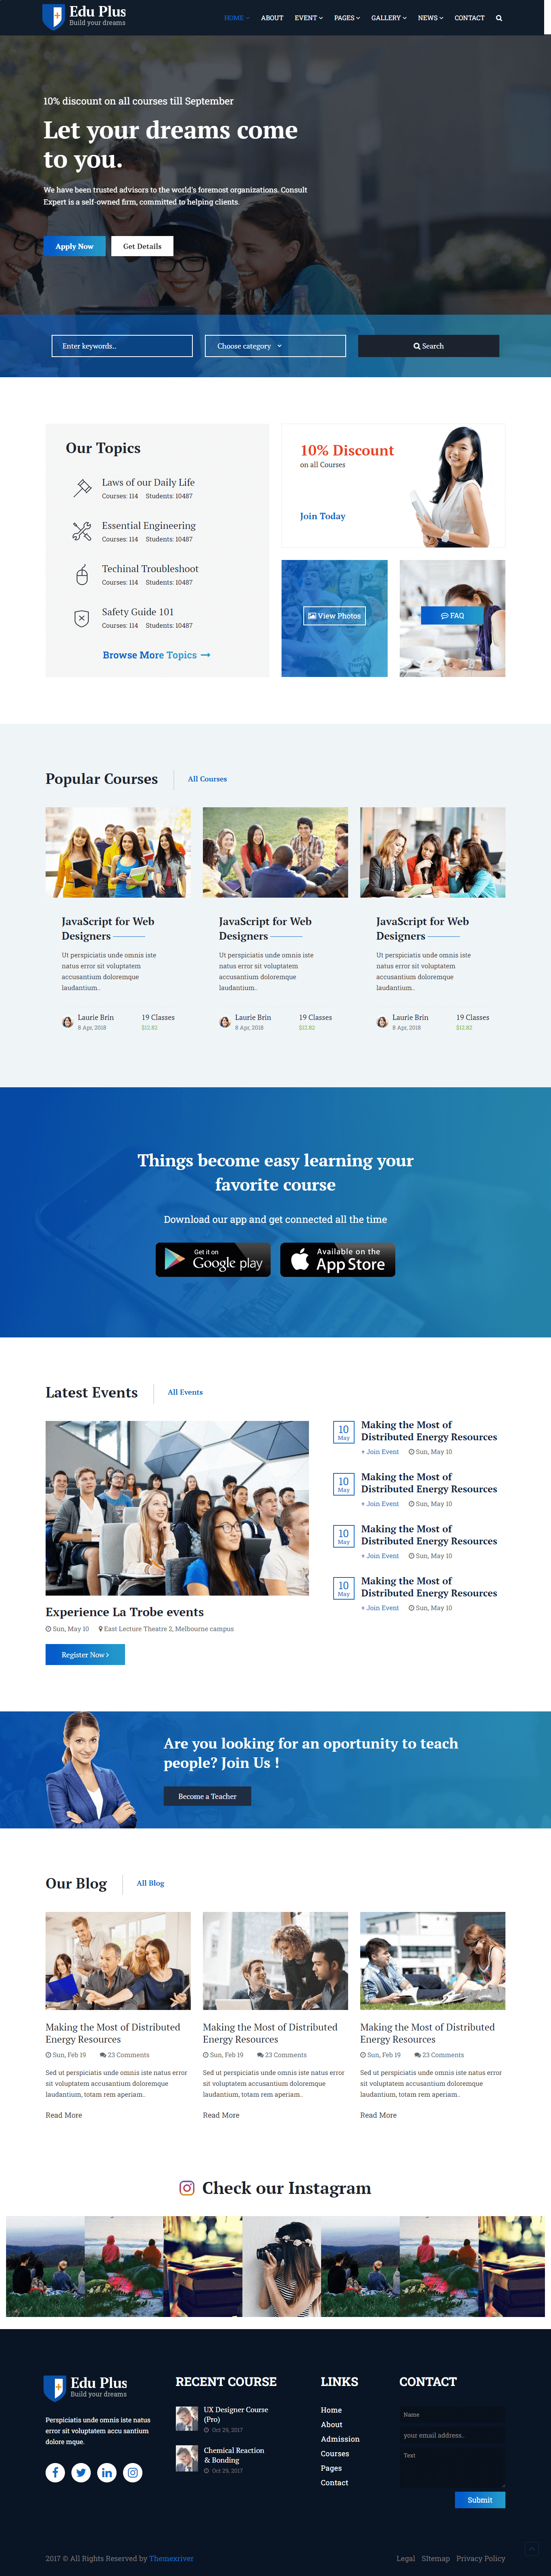 Edu Plus
Build your dreams
HOME
ABOUT
EVENT
PAGES
GALLERY
NEWS
CONTACT
10% discount on all courses till September
Let your dreams come
to you.
We have been trusted advisors to the world's foremost organizations. Consult
Expert is a self-owned firm, committed to helping clients.
Apply Now
Get Details
Enter keywords..
Choose category
Search
Our Topics
Laws of our Daily Life
Courses: 114 Students: 10487
Essential Engineering
Courses: 114 Students: 10487
Techinal Troubleshoot
Courses: 114 Students: 10487
Safety Guide 101
Courses: 114 Students: 10487
Browse More Topics
10% Discount
on all Courses
Join Today
View Photos
FAQ
Popular Courses
All Courses
JavaScript for Web
Designers
Ut perspiciatis unde omnis iste
natus error sit voluptatem
accusantium doloremque
laudantium..
Laurie Brin
8 Apr, 2018
19 Classes
$12.82
JavaScript for Web
Designers
Ut perspiciatis unde omnis iste
natus error sit voluptatem
accusantium doloremque
laudantium..
Laurie Brin
8 Apr, 2018
19 Classes
$12.82
JavaScript for Web
Designers
Ut perspiciatis unde omnis iste
natus error sit voluptatem
accusantium doloremque
laudantium..
Laurie Brin
8 Apr, 2018
19 Classes
$12.82
Things become easy learning your
favorite course
Download our app and get connected all the time
Get it on
Google play
Available on the
App Store
Latest Events
All Events
Experience La Trobe events
Sun, May 10 East Lecture Theatre 2, Melbourne campus
Register Now
10
May
Making the Most of
Distributed Energy Resources
+ Join Event Sun, May 10
10
May
Making the Most of
Distributed Energy Resources
+ Join Event Sun, May 10
10
May
Making the Most of
Distributed Energy Resources
+ Join Event Sun, May 10
10
May
Making the Most of
Distributed Energy Resources
+ Join Event Sun, May 10
Are you looking for an oportunity to teach
people? Join Us !
Become a Teacher
Our Blog
All Blog
Making the Most of Distributed
Energy Resources
Sun, Feb 19 23 Comments
Sed ut perspiciatis unde omnis iste natus error
sit voluptatem accusantium doloremque
laudantium, totam rem aperiam..
Read More
Making the Most of Distributed
Energy Resources
Sun, Feb 19 23 Comments
Sed ut perspiciatis unde omnis iste natus error
sit voluptatem accusantium doloremque
laudantium, totam rem aperiam..
Read More
Making the Most of Distributed
Energy Resources
Sun, Feb 19 23 Comments
Sed ut perspiciatis unde omnis iste natus error
sit voluptatem accusantium doloremque
laudantium, totam rem aperiam..
Read More
Check our Instagram
Edu Plus
Build your dreams
Perspiciatis unde omnis iste natus
error sit voluptatem accu santium
dolore mque.
RECENT COURSE
UX Designer Course
(Pro)
Oct 29, 2017
Chemical Reaction
& Bonding
Oct 29, 2017
LINKS
Home
About
Admission
Courses
Pages
Contact
CONTACT
Name
your email address..
Text
Submit
2017 © All Rights Reserved by Themexriver
Legal
SItemap
Privacy Policy